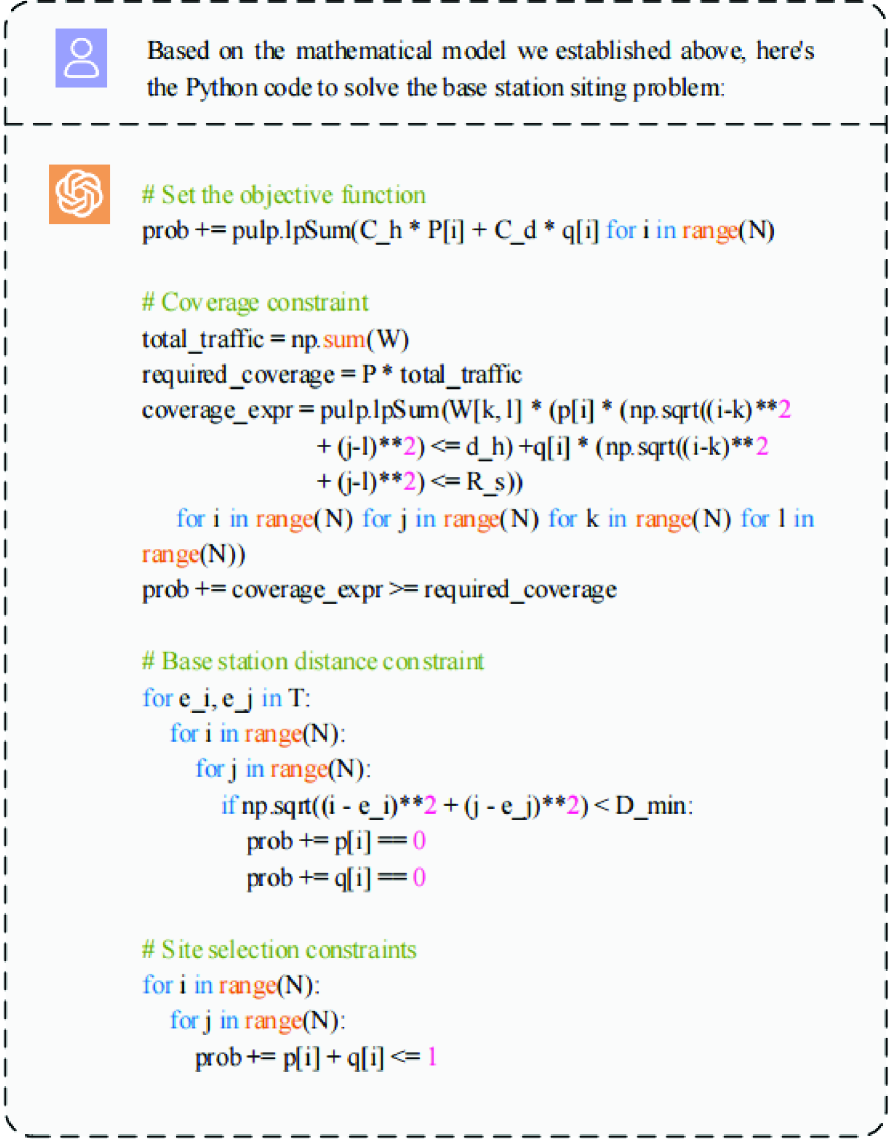 Based on the mathematical model we established above, here's
the Python code to solve the base station siting problem:
# Set the objective function
prob += pulp.lpSum(C_h * P[i] + C_d * q[i] for i in range(N)
# Coverage constraint
total_traffic = np.sum(W)
required_coverage = P * total_traffic
coverage_expr = pulp.lpSum(W[k, l] * (p[i] * (np.sqrt((i-k)**2
+ (j-l)**2) <= d_h) +q[i] * (np.sqrt((i-k)**2
+ (j-l)**2) <= R_s))
for i in range(N) for j in range(N) for k in range(N) for l in
range(N))
prob += coverage_expr >= required_coverage
# Base station distance constraint
for e_i, e_j in T:
for i in range(N):
for j in range(N):
if np.sqrt((i - e_i)**2 + (j - e_j)**2) < D_min:
prob += p[i] == 0
prob += q[i] == 0
# Site selection constraints
for i in range(N):
for j in range(N):
prob += p[i] + q[i] <= 1